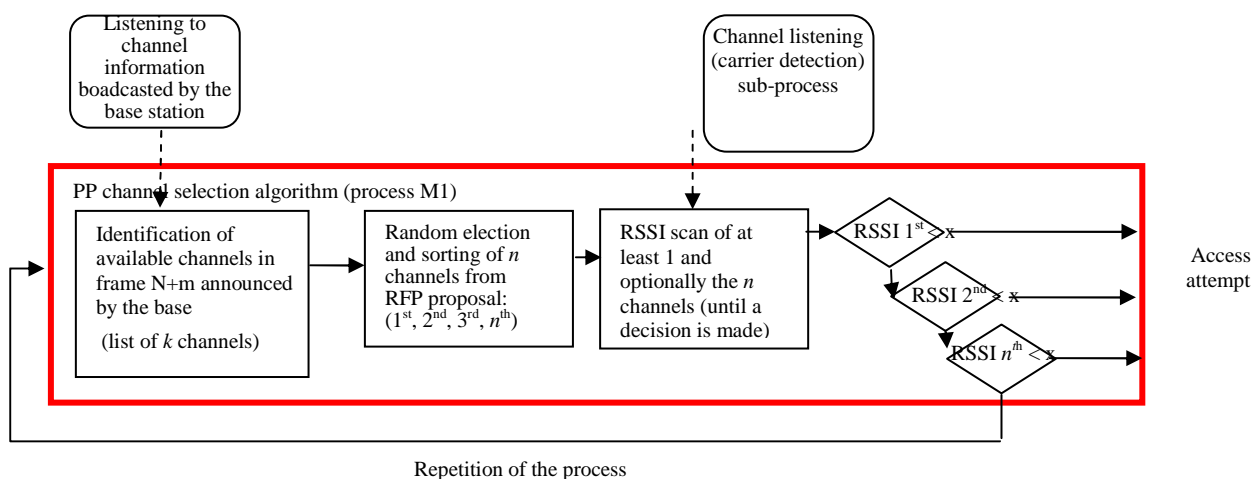 Listening to
channel
information
boadcasted by the
base station
Channel listening
(carrier detection)
sub-process
PP channel selection algorithm (process M1)
Identification of
available channels in
frame N+m announced
by the base
(list of k channels)
Random election
and sorting of n
channels from
RFP proposal:
(1st, 2nd, 3rd, nth)
RSSI scan of at
least 1 and
optionally the n
channels (until a
decision is made)
RSSI 1st < x
RSSI 2nd < x
RSSI nth < x
Access
attempt
Repetition of the process